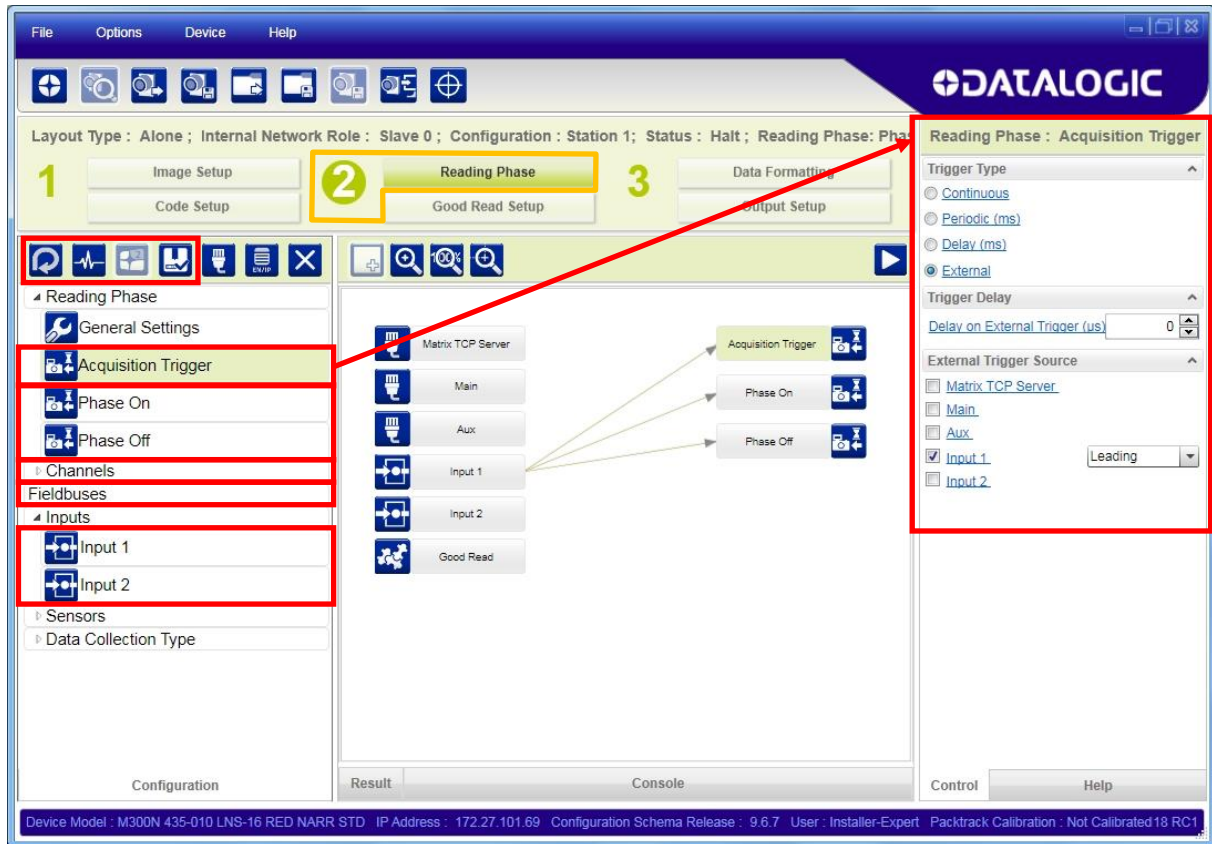 File Options Device Help
DATALOGIC
Layout Type : Alone ; Internal Network Role : Slave 0 ; Configuration : Station 1; Status : Halt ; Reading Phase: Phas
1 Image Setup
Code Setup
2 Reading Phase
Good Read Setup
3 Data Formatting
Output Setup
EN/IP
Reading Phase
General Settings
Acquisition Trigger
Phase On
Phase Off
Channels
Fieldbuses
Inputs
Input 1
Input 2
Sensors
Data Collection Type
Configuration
100%
Matrix TCP Server
Main
Aux
Input 1
Input 2
Good Read
Acquisition Trigger
Phase On
Phase Off
Result Console
Reading Phase : Acquisition Trigger
Trigger Type
Continuous
Periodic (ms)
Delay (ms)
External
Trigger Delay
Delay on External Trigger (us) 0
External Trigger Source
Matrix TCP Server
Main
Aux
Input 1 Leading
Input 2
Control Help
Device Model : M300N 435-010 LNS-16 RED NARR STD IP Address : 172.27.101.69 Configuration Schema Release : 9.6.7 User : Installer-Expert Packtrack Calibration : Not Calibrated 18 RC1